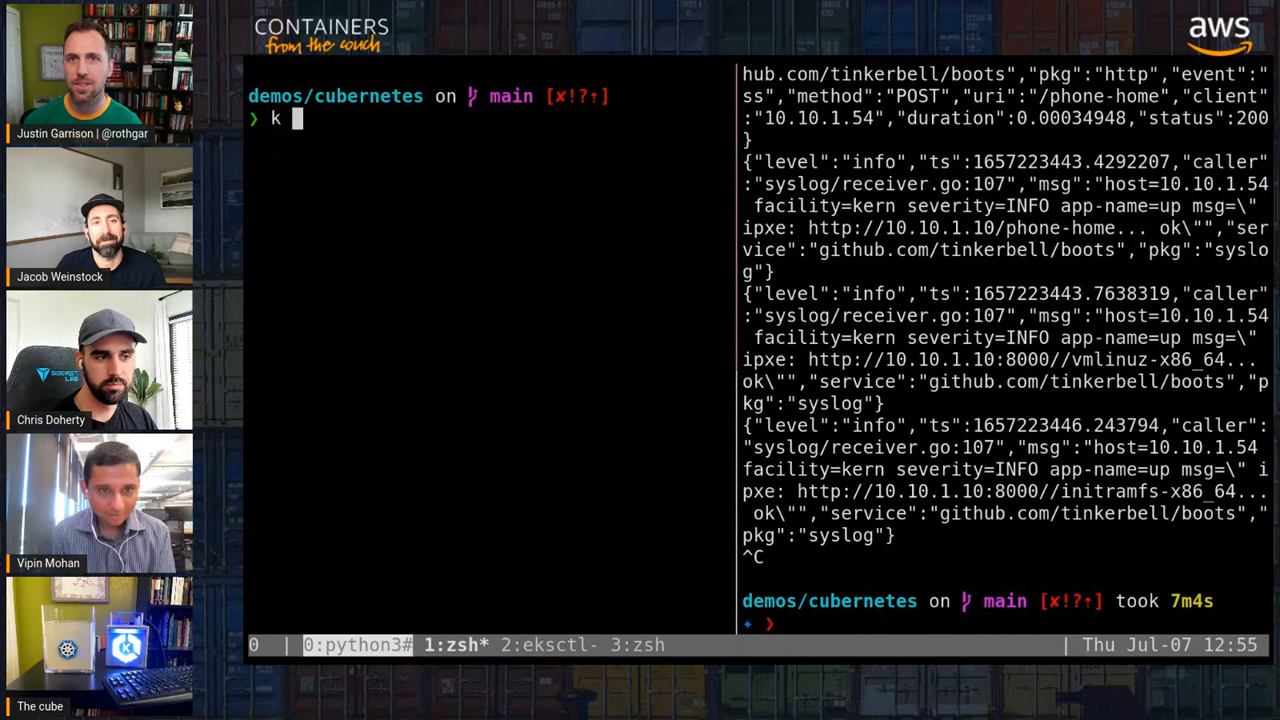 CONTAINERS
from the couch
aws
Justin Garrison | @rothgar
Jacob Weinstock
SECRET
LAB
Chris Doherty
Vipin Mohan
K
The cube
demos/cubernetes on main [✘!?⇡]
❯ k
hub.com/tinkerbell/boots","pkg":"http","event":"
ss","method":"POST","uri":"/phone-home","client"
:"10.10.1.54","duration":0.00034948,"status":200
}
{"level":"info","ts":1657223443.4292207,"caller"
:"syslog/receiver.go:107","msg":"host=10.10.1.54
facility=kern severity=INFO app-name=up msg=\"
ipxe: http://10.10.1.10/phone-home... ok\"","ser
vice":"github.com/tinkerbell/boots","pkg":"syslo
g"}
{"level":"info","ts":1657223443.7638319,"caller"
:"syslog/receiver.go:107","msg":"host=10.10.1.54
facility=kern severity=INFO app-name=up msg=\"
ipxe: http://10.10.1.10:8000//vmlinuz-x86_64...
ok\"","service":"github.com/tinkerbell/boots","p
kg":"syslog"}
{"level":"info","ts":1657223446.243794,"caller":
"syslog/receiver.go:107","msg":"host=10.10.1.54
facility=kern severity=INFO app-name=up msg=\" i
pxe: http://10.10.1.10:8000//initramfs-x86_64...
ok\"","service":"github.com/tinkerbell/boots","
pkg":"syslog"}
^C
demos/cubernetes on main [✘!?⇡] took 7m4s
✦ ❯
0 | 0:python3# 1:zsh* 2:eksctl- 3:zsh | Thu Jul-07 12:55